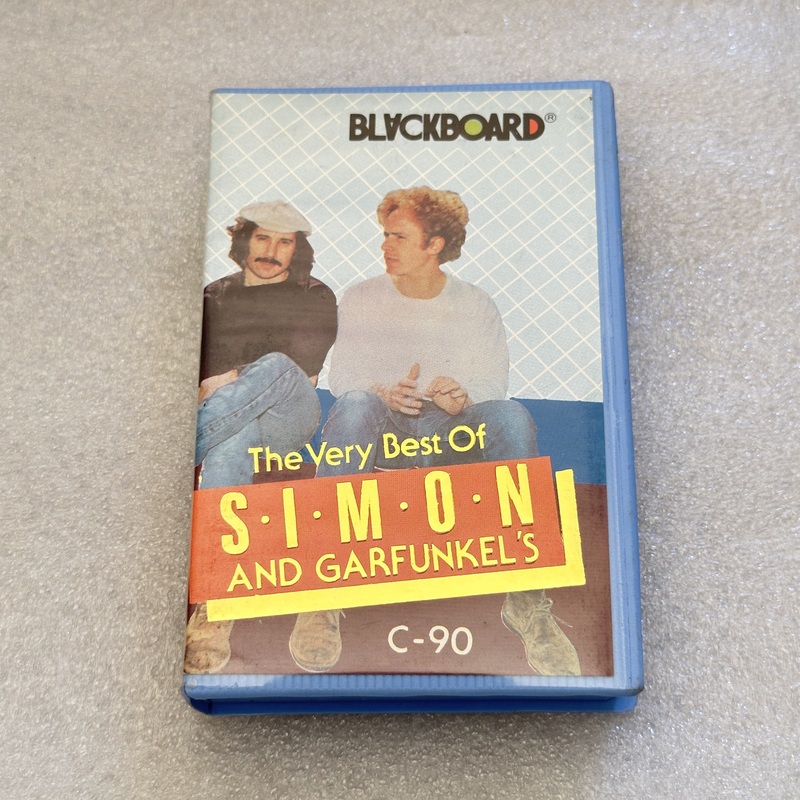 BLACKBOARD®
The Very Best Of
S·I·M·O·N
AND GARFUNKEL'S
C-90